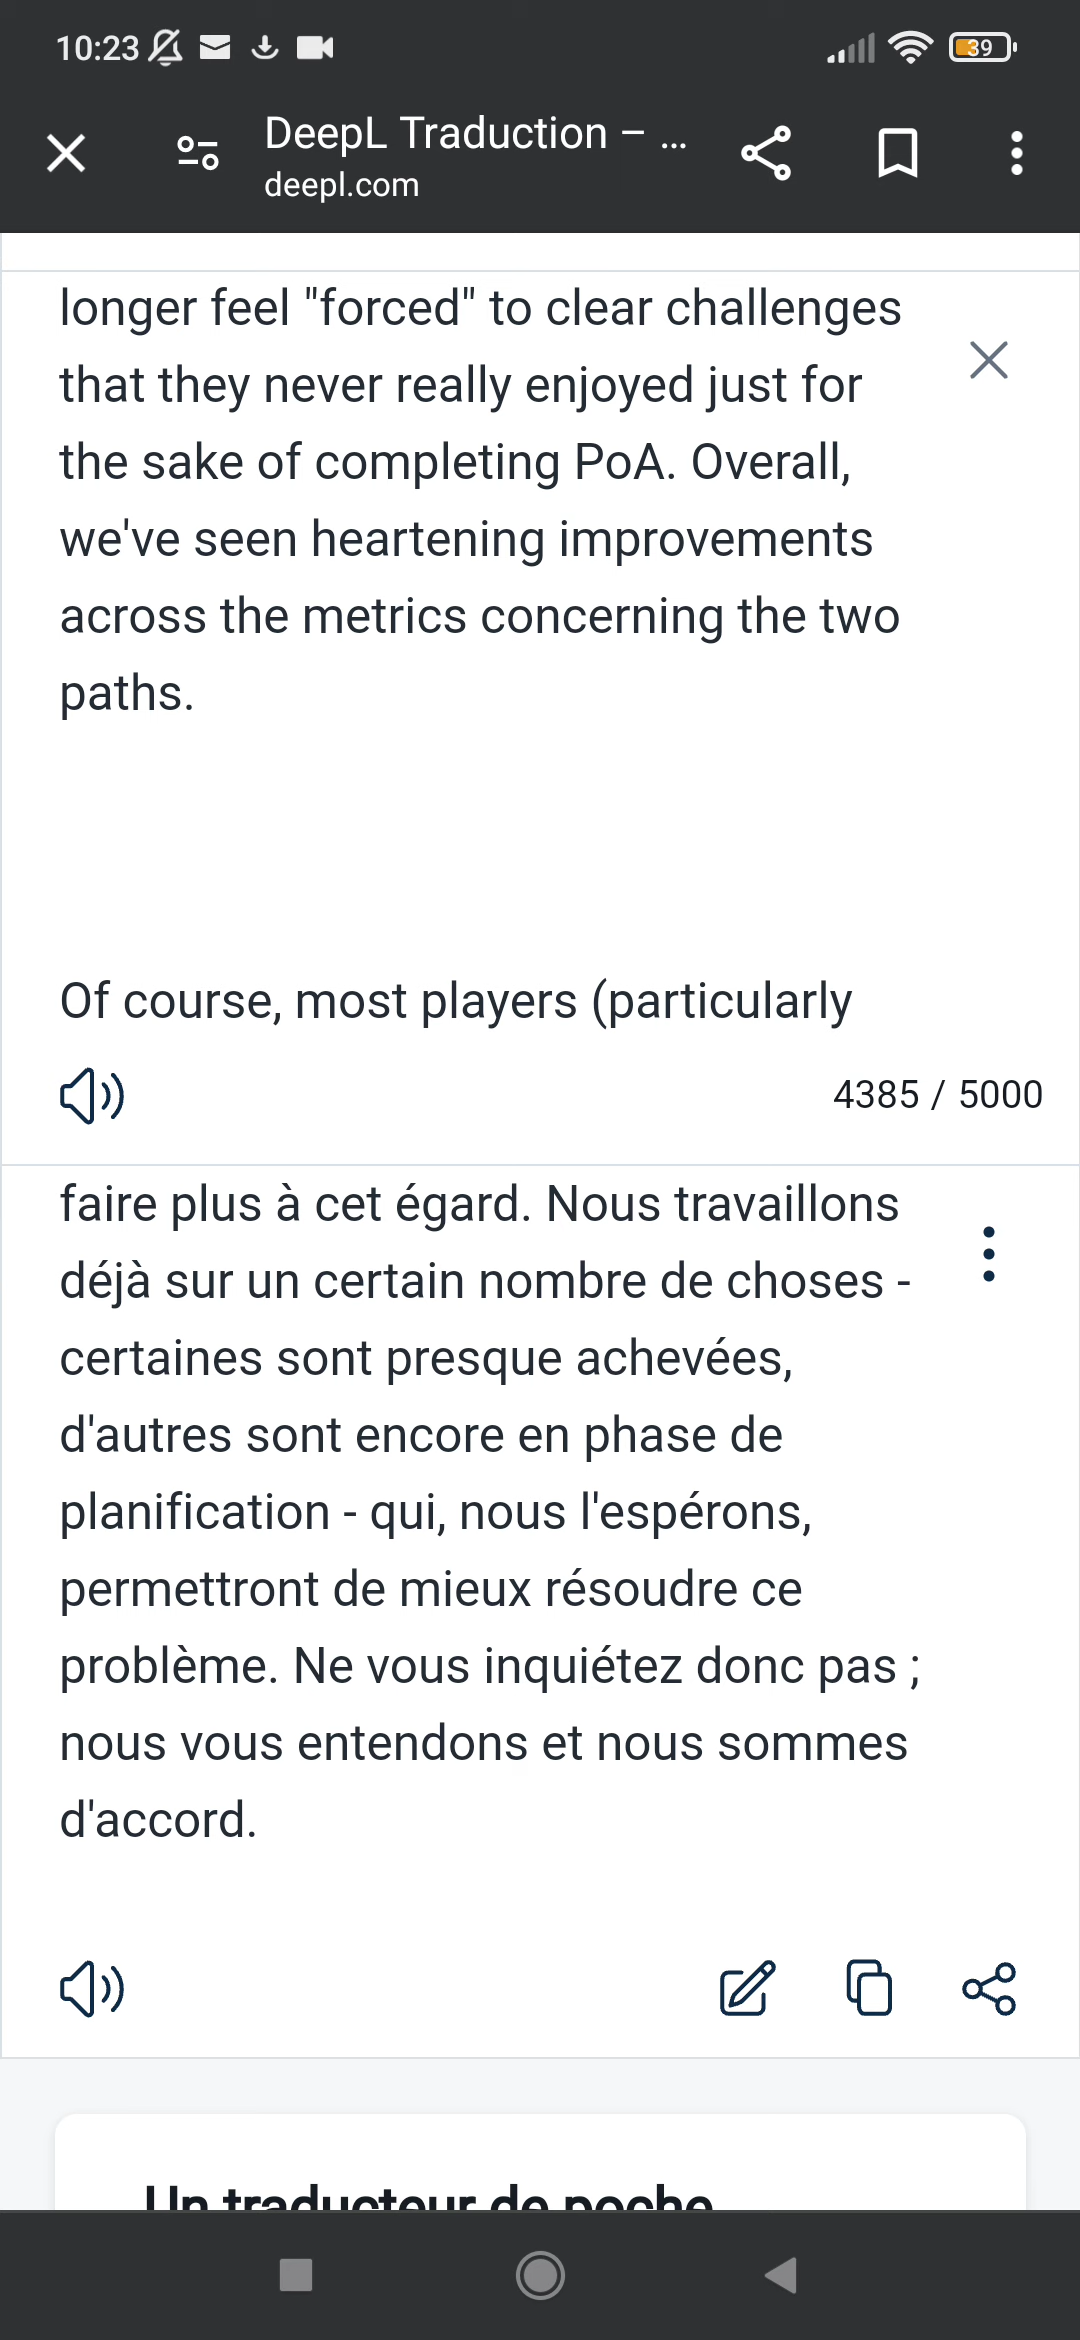 10:23
39
DeepL Traduction – ...
deepl.com
longer feel "forced" to clear challenges
that they never really enjoyed just for
the sake of completing PoA. Overall,
we've seen heartening improvements
across the metrics concerning the two
paths.
Of course, most players (particularly
4385 / 5000
faire plus à cet égard. Nous travaillons
déjà sur un certain nombre de choses -
certaines sont presque achevées,
d'autres sont encore en phase de
planification - qui, nous l'espérons,
permettront de mieux résoudre ce
problème. Ne vous inquiétez donc pas ;
nous vous entendons et nous sommes
d'accord.
Un traducteur de poche